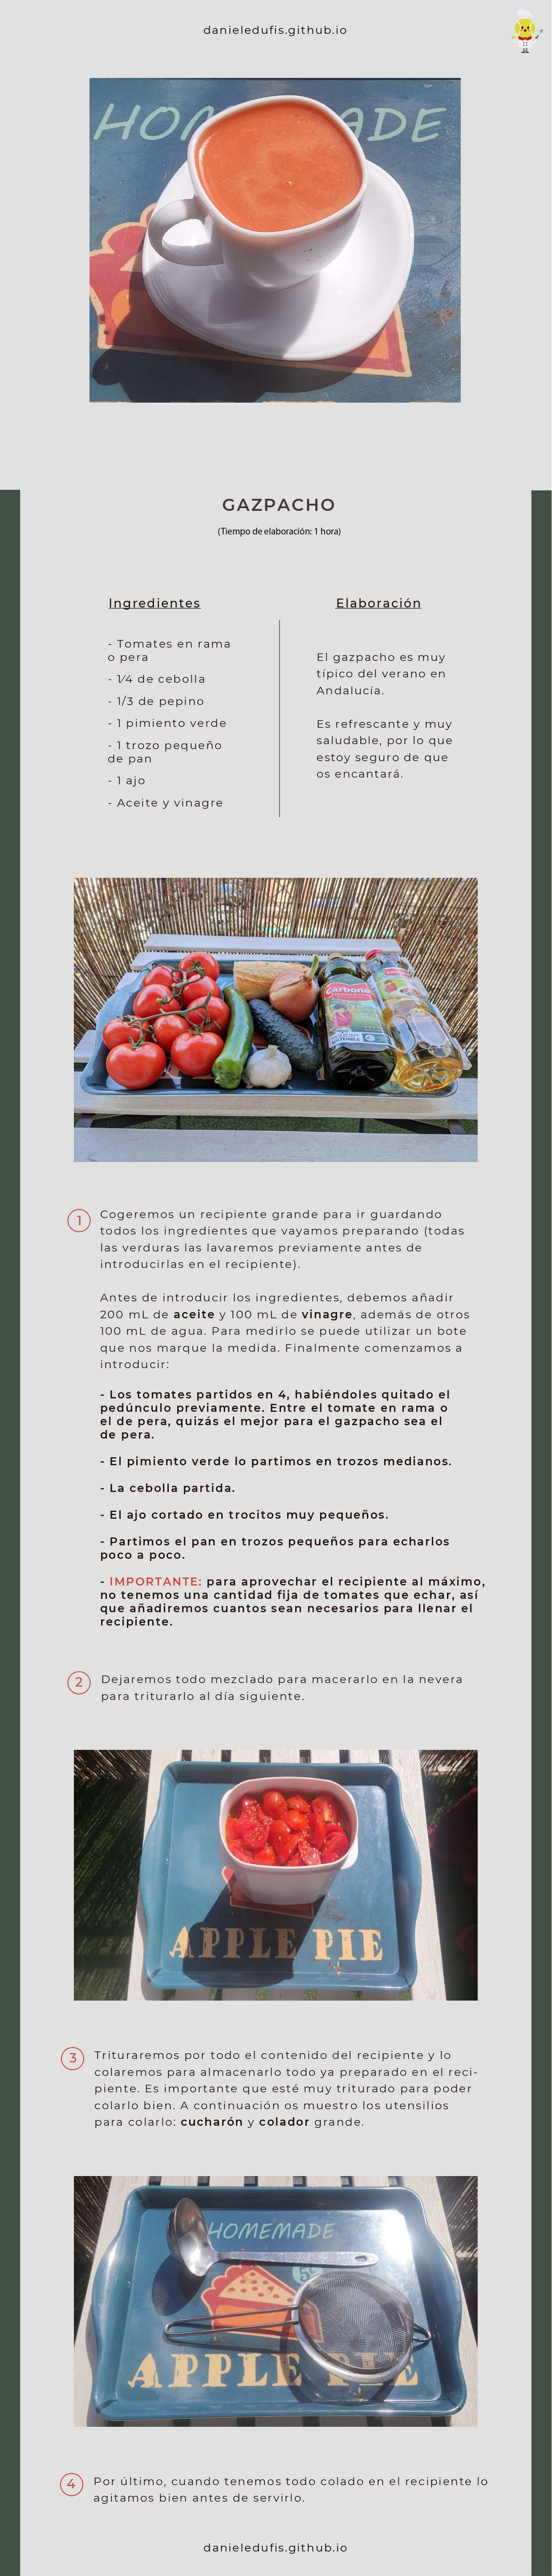 danieledufis.github.io
HOMEMADE
GAZPACHO
(Tiempo de elaboración: 1 hora)
Ingredientes
- Tomates en rama
o pera
- 1⁄4 de cebolla
- 1/3 de pepino
- 1 pimiento verde
- 1 trozo pequeño
de pan
- 1 ajo
- Aceite y vinagre
Elaboración
El gazpacho es muy
típico del verano en
Andalucía.
Es refrescante y muy
saludable, por lo que
estoy seguro de que
os encantará.
Carbonell
1 Cogeremos un recipiente grande para ir guardando
todos los ingredientes que vayamos preparando (todas
las verduras las lavaremos previamente antes de
introducirlas en el recipiente).
Antes de introducir los ingredientes, debemos añadir
200 mL de aceite y 100 mL de vinagre, además de otros
100 mL de agua. Para medirlo se puede utilizar un bote
que nos marque la medida. Finalmente comenzamos a
introducir:
- Los tomates partidos en 4, habiéndoles quitado el
pedúnculo previamente. Entre el tomate en rama o
el de pera, quizás el mejor para el gazpacho sea el
de pera.
- El pimiento verde lo partimos en trozos medianos.
- La cebolla partida.
- El ajo cortado en trocitos muy pequeños.
- Partimos el pan en trozos pequeños para echarlos
poco a poco.
- IMPORTANTE: para aprovechar el recipiente al máximo,
no tenemos una cantidad fija de tomates que echar, así
que añadiremos cuantos sean necesarios para llenar el
recipiente.
2 Dejaremos todo mezclado para macerarlo en la nevera
para triturarlo al día siguiente.
APPLE PIE
3 Trituraremos por todo el contenido del recipiente y lo
colaremos para almacenarlo todo ya preparado en el reci-
piente. Es importante que esté muy triturado para poder
colarlo bien. A continuación os muestro los utensilios
para colarlo: cucharón y colador grande.
HOMEMADE
APPLE PIE
4 Por último, cuando tenemos todo colado en el recipiente lo
agitamos bien antes de servirlo.
danieledufis.github.io